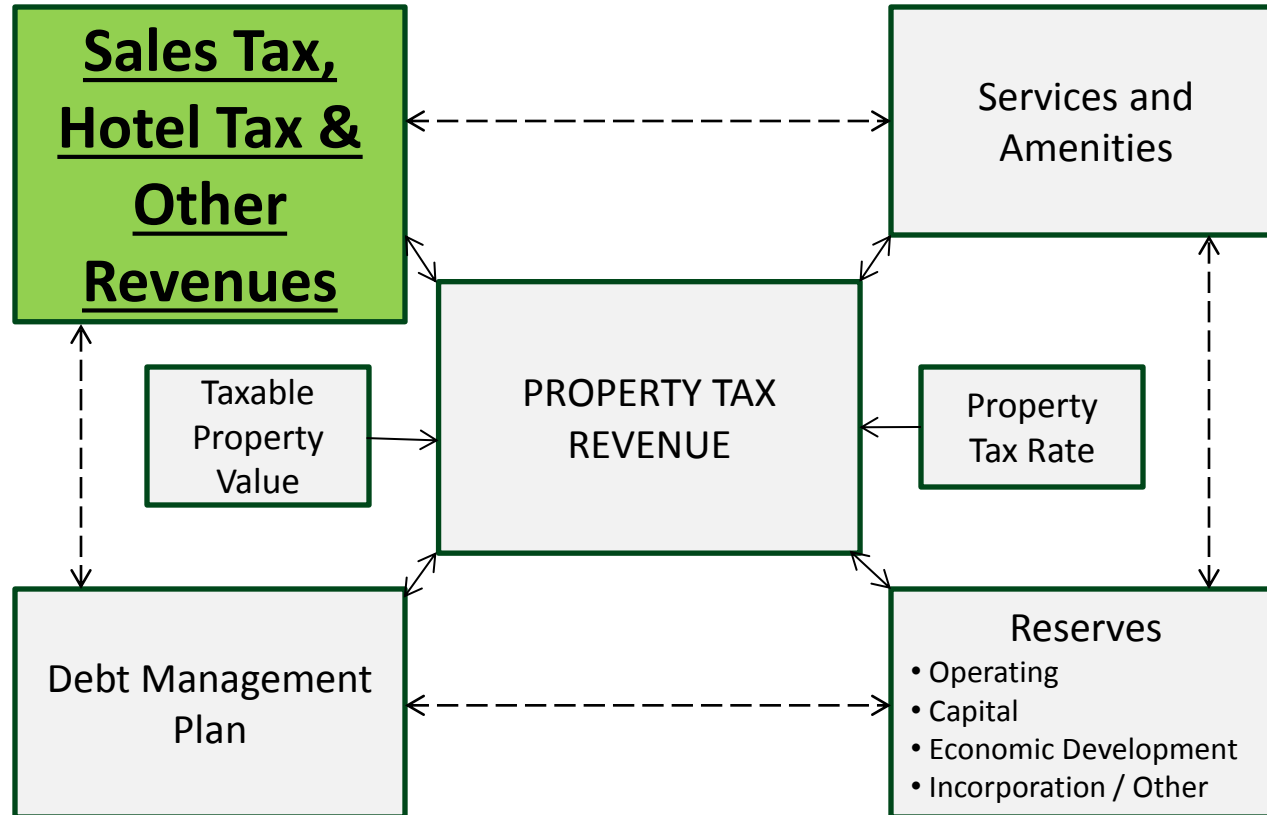 Sales Tax,
Hotel Tax &
Other
Revenues
Services and
Amenities
Taxable
Property
Value
PROPERTY TAX
REVENUE
Property
Tax Rate
Debt Management
Plan
Reserves
• Operating
• Capital
• Economic Development
• Incorporation / Other